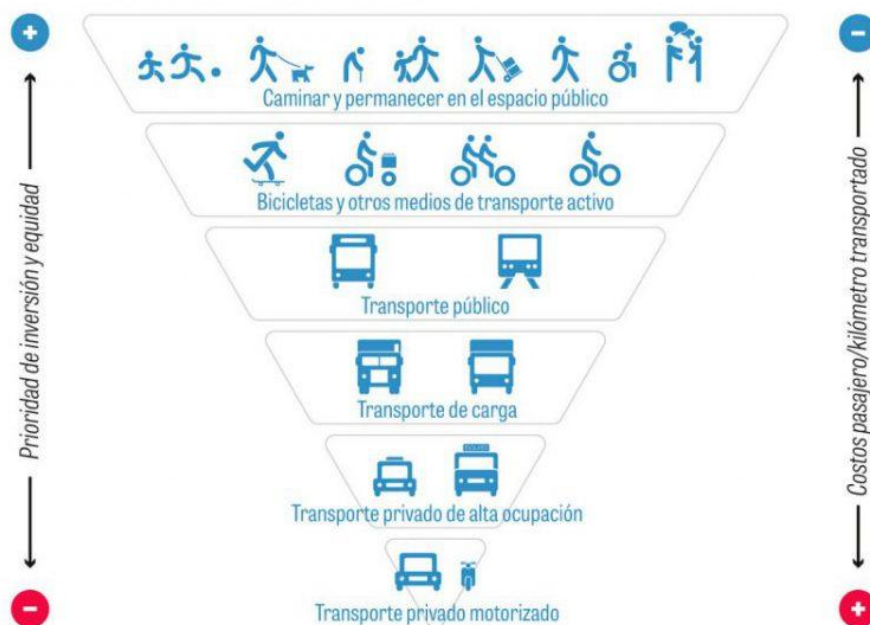 +
-
Caminar y permanecer en el espacio público
Bicicletas y otros medios de transporte activo
Prioridad de inversión y equidad
Costos pasajero/kilómetro transportado
Transporte público
Transporte de carga
Transporte privado de alta ocupación
Transporte privado motorizado
-
+